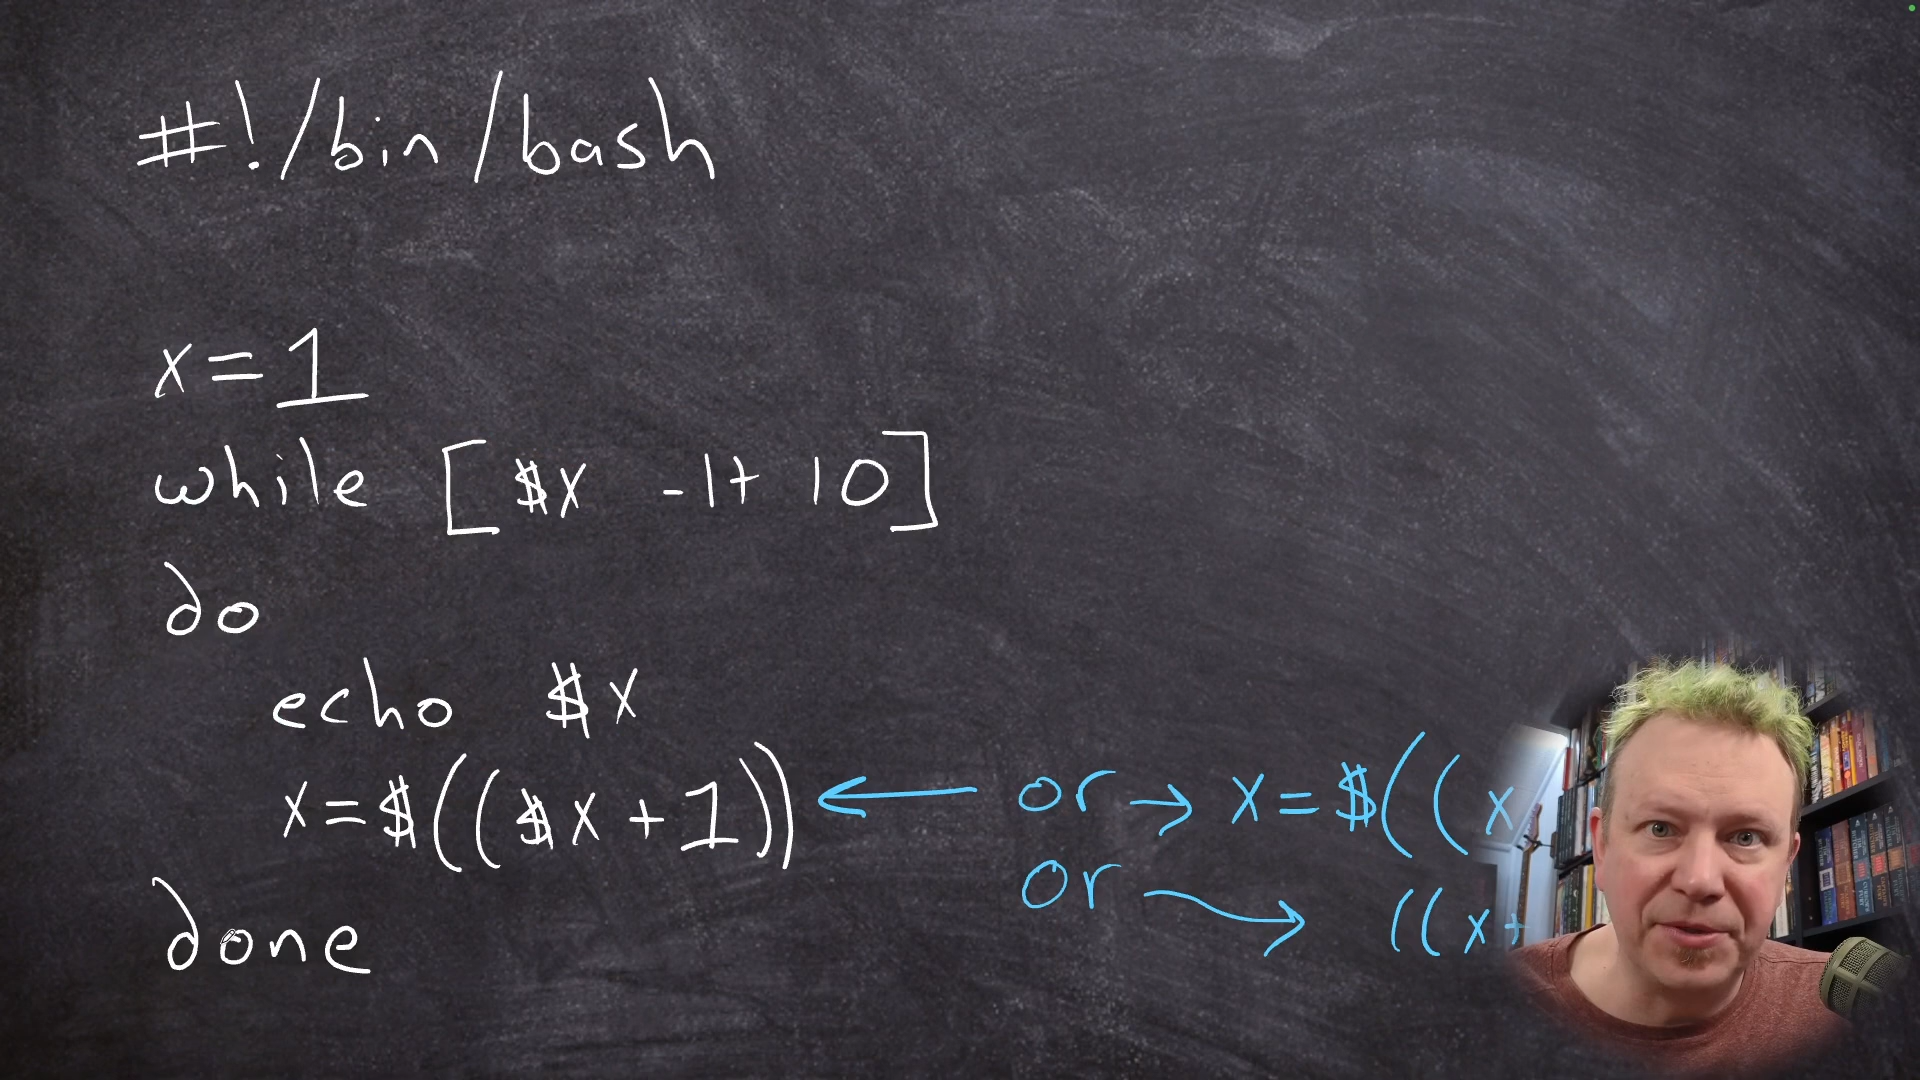 #!/bin/bash
x=1
while [ $x -lt 10]
do
echo $x
x=$(($x+1)) ← or → x=$((x
or → ((x+
done